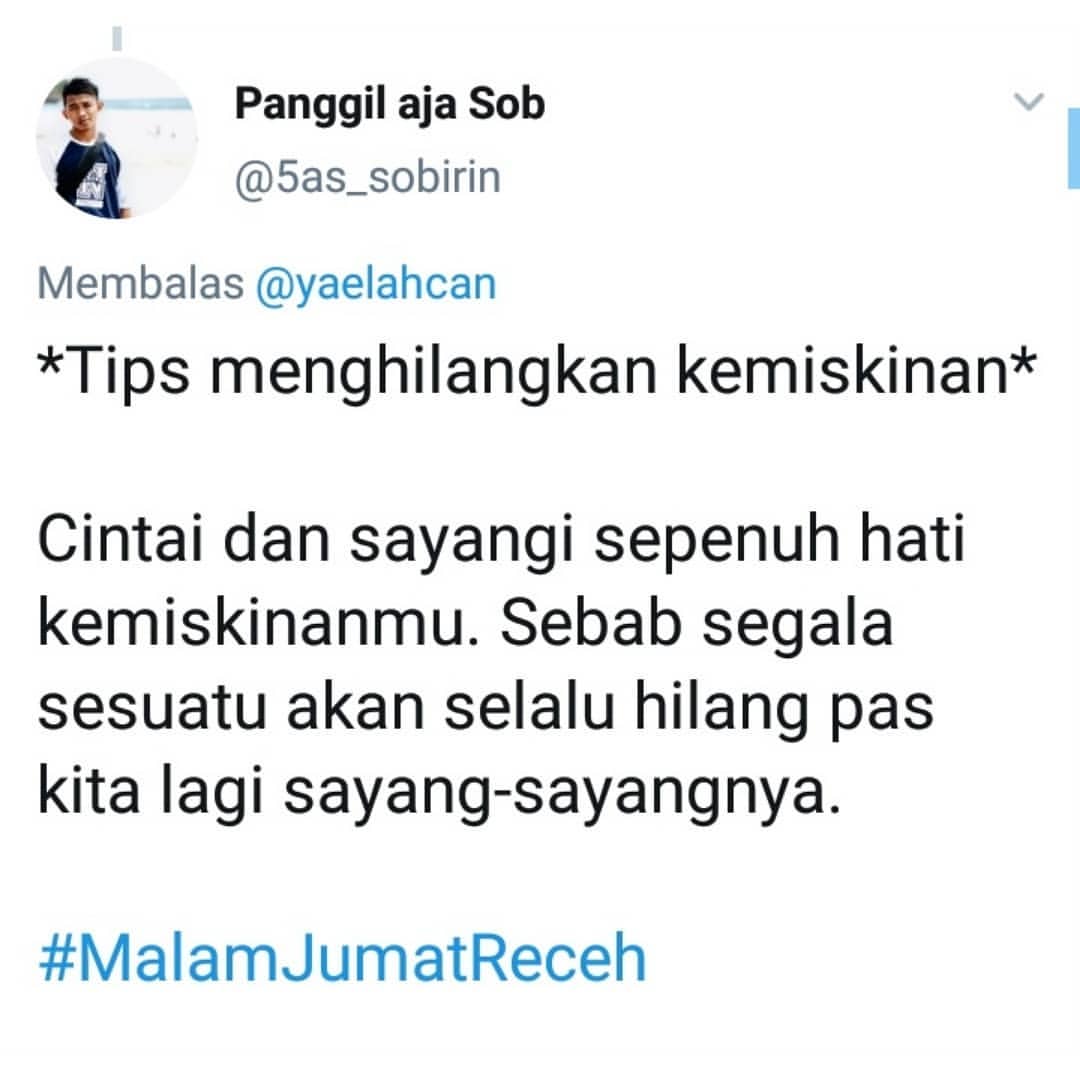 Panggil aja Sob
@5as_sobirin
Membalas @yaelahcan
*Tips menghilangkan kemiskinan*
Cintai dan sayangi sepenuh hati
kemiskinanmu. Sebab segala
sesuatu akan selalu hilang pas
kita lagi sayang-sayangnya.
#MalamJumatReceh